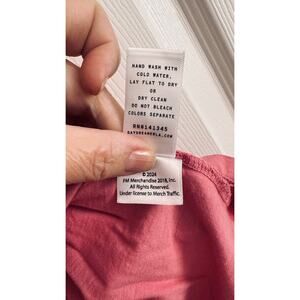 HAND WASH WITH
COLD WATER,
LAY FLAT TO DRY
OR
DRY CLEAN
DO NOT BLEACH
COLORS SEPARATE
RN#141345
DAYDREAMERLA.COM
© 2024
FM Merchandise 2018, Inc.
All Rights Reserved.
Under license to Merch Traffic.